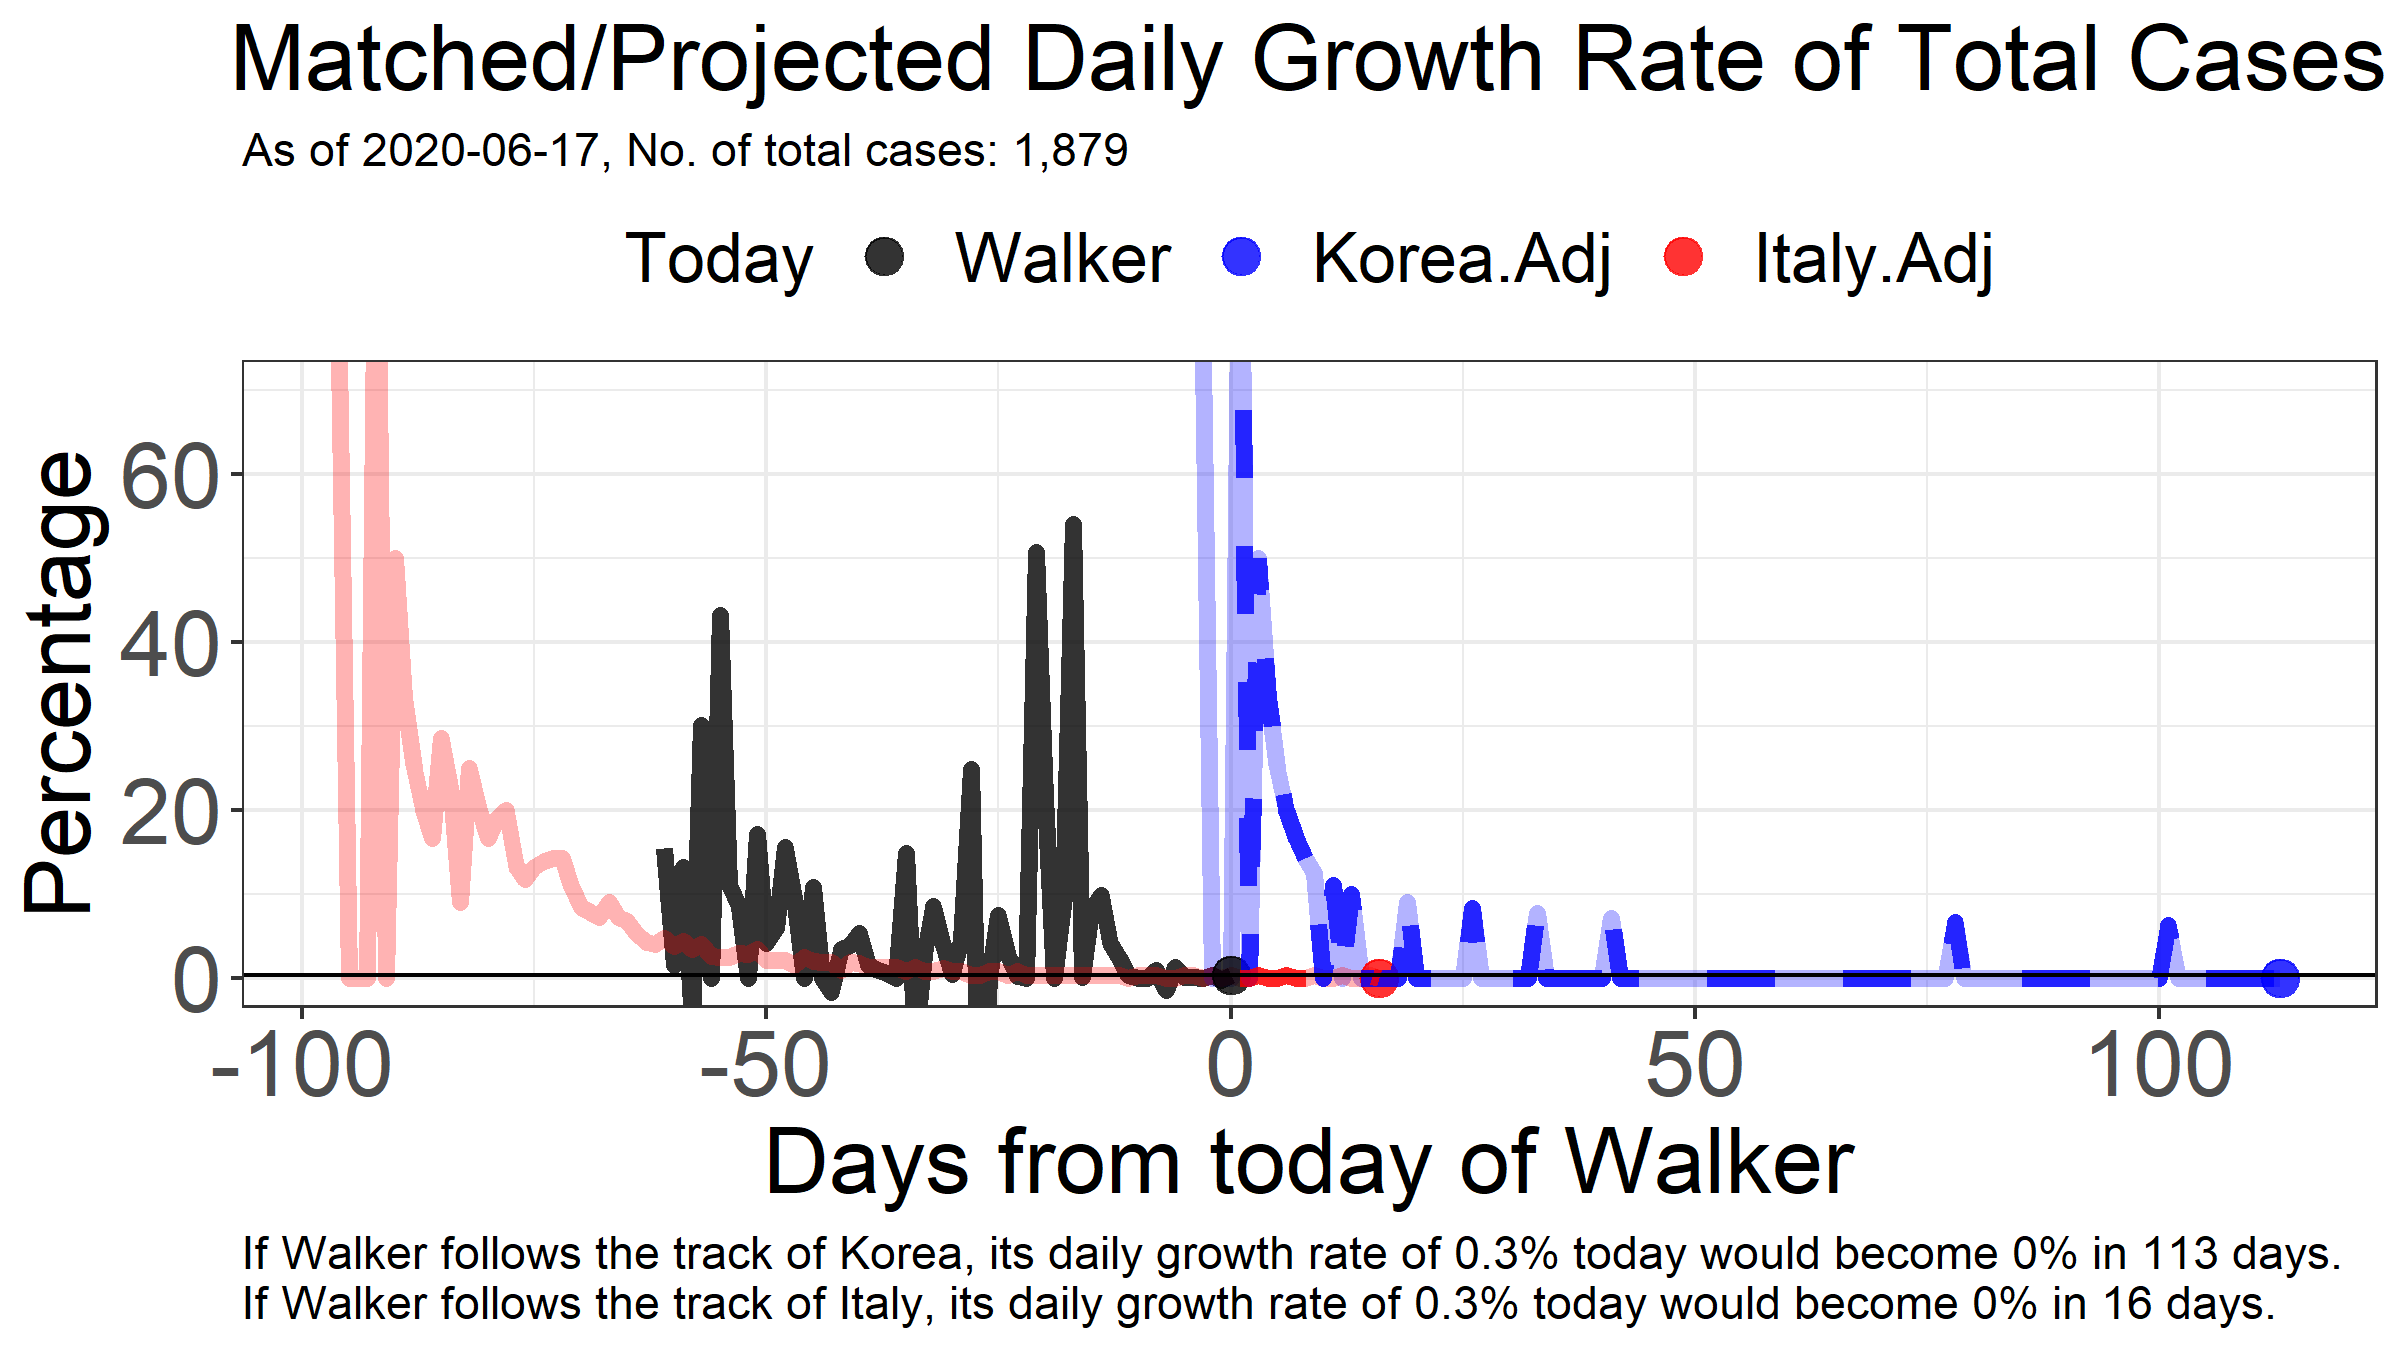 Matched/Projected Daily Growth Rate of Total Cases
As of 2020-06-17, No. of total cases: 1,879
Today Walker Korea.Adj Italy.Adj
Percentage
60
40
20
0
-100 -50 0 50 100
Days from today of Walker
If Walker follows the track of Korea, its daily growth rate of 0.3% today would become 0% in 113 days.
If Walker follows the track of Italy, its daily growth rate of 0.3% today would become 0% in 16 days.